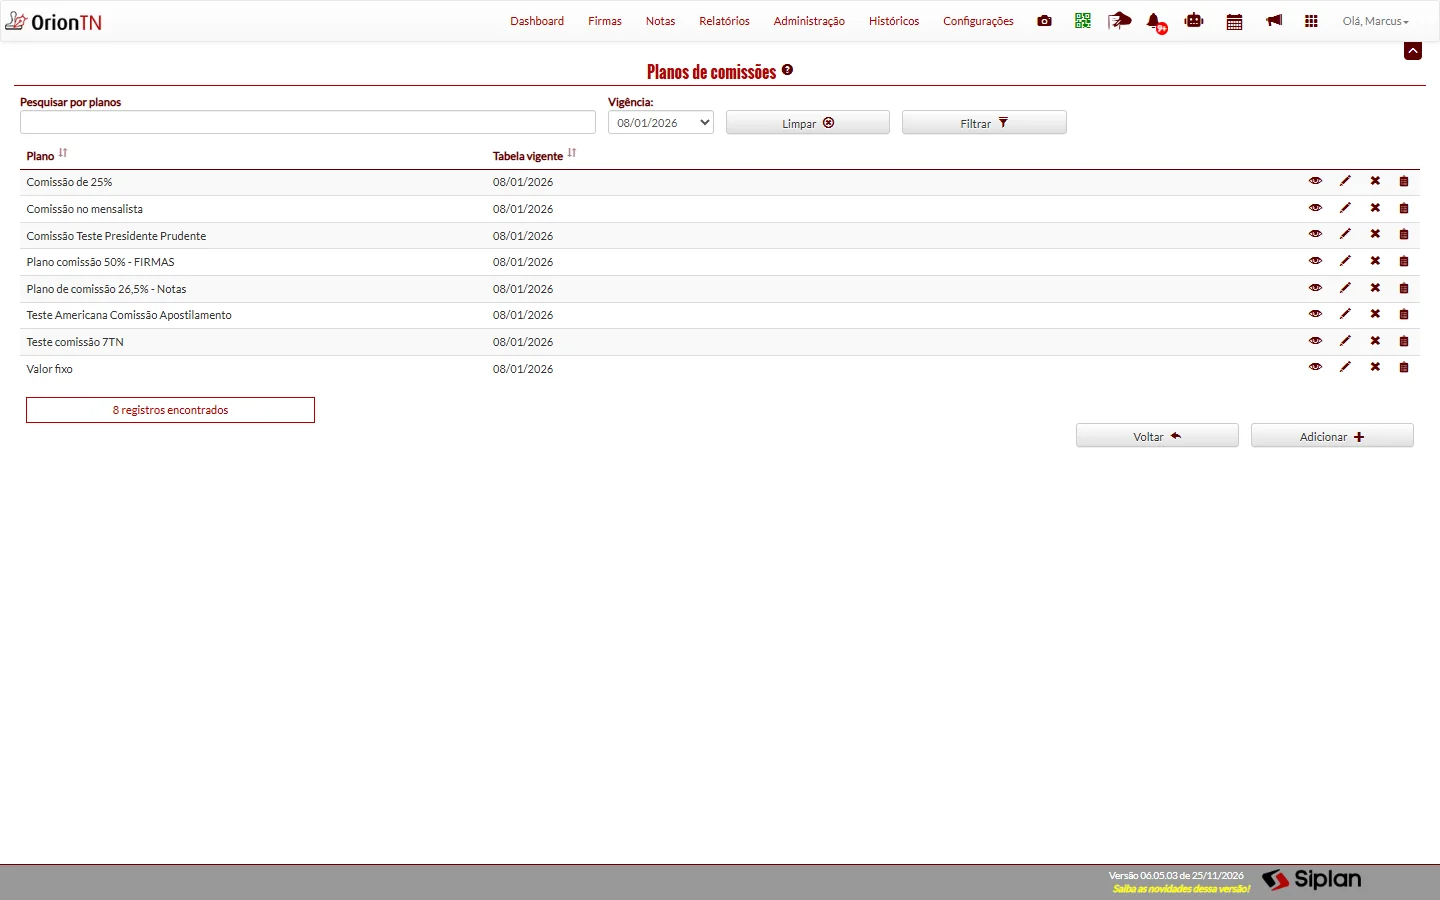 OrionTN
Dashboard Firmas Notas Relatórios Administração Históricos Configurações 9+ Olá, Marcus
Planos de comissões
Pesquisar por planos Vigência:
08/01/2026 Limpar Filtrar
Plano Tabela vigente
Comissão de 25% 08/01/2026
Comissão no mensalista 08/01/2026
Comissão Teste Presidente Prudente 08/01/2026
Plano comissão 50% - FIRMAS 08/01/2026
Plano de comissão 26,5% - Notas 08/01/2026
Teste Americana Comissão Apostilamento 08/01/2026
Teste comissão 7TN 08/01/2026
Valor fixo 08/01/2026
8 registros encontrados
Voltar Adicionar
Versão 06.05.03 de 25/11/2026
Saiba as novidades dessa versão!
Siplan